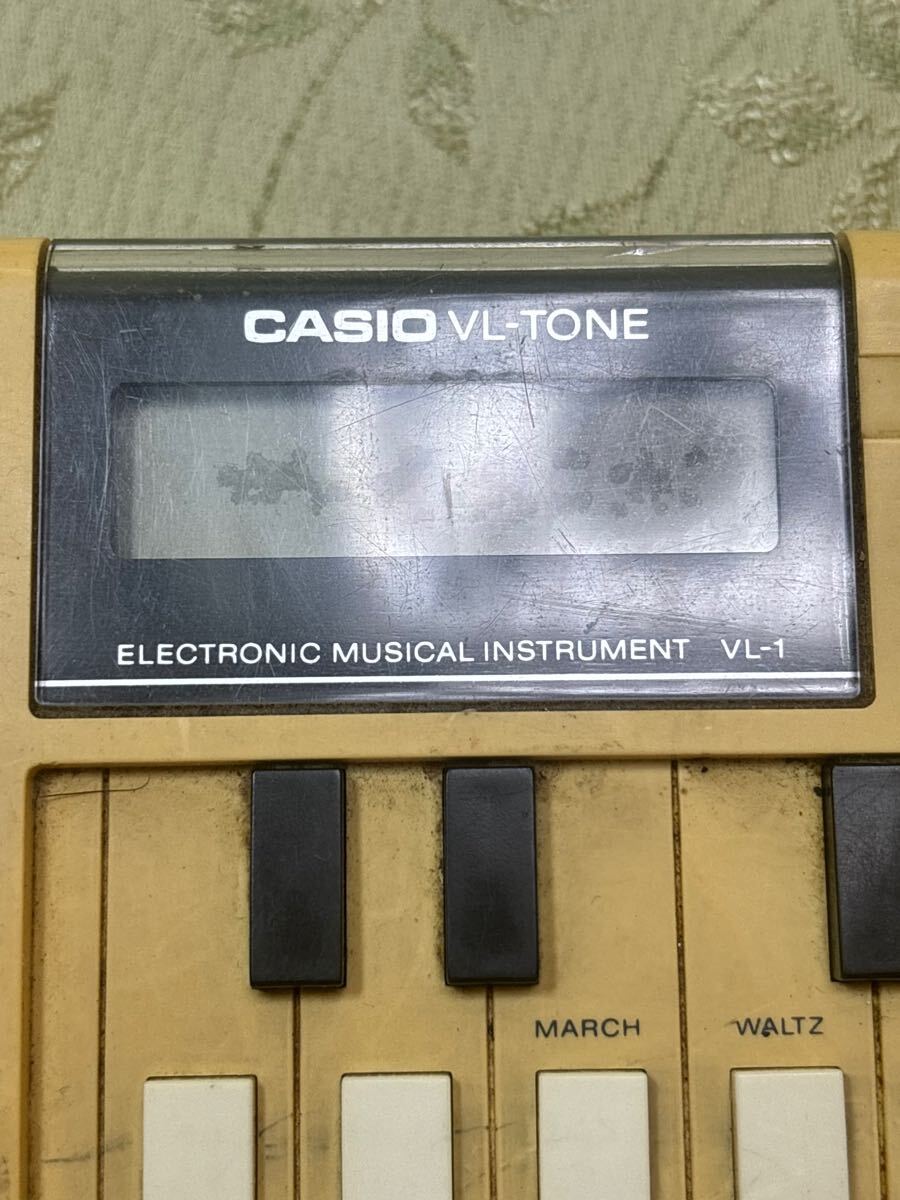 CASIO VL-TONE
ELECTRONIC MUSICAL INSTRUMENT VL-1
MARCH WALTZ